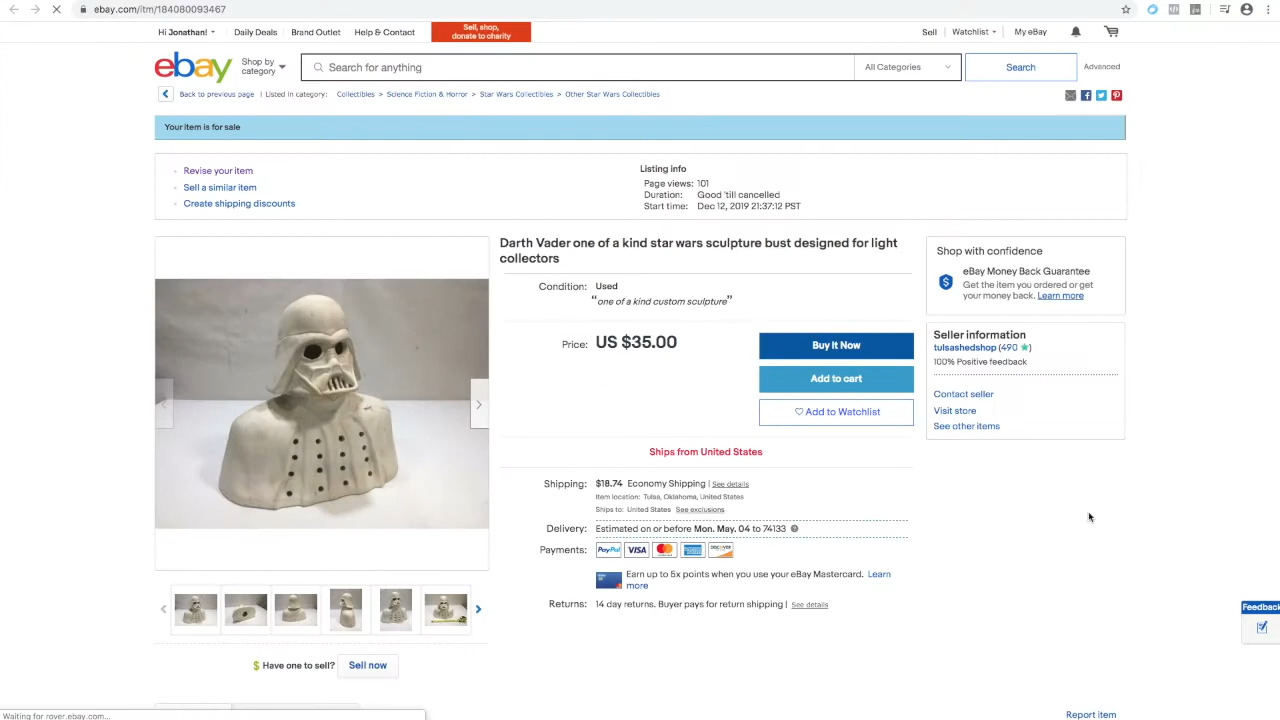 ebay.com/itm/184080093467
Hi Jonathan!
Daily Deals
Brand Outlet
Help & Contact
Sell, shop,
donate to charity
Sell
Watchlist
My eBay
ebay
Shop by
category
Search for anything
All Categories
Search
Advanced
Back to previous page | Listed in category:
Collectibles > Science Fiction & Horror > Star Wars Collectibles > Other Star Wars Collectibles
Your item is for sale
Revise your item
Sell a similar item
Create shipping discounts
Listing info
Page views: 101
Duration: Good 'till cancelled
Start time: Dec 12, 2019 21:37:12 PST
Darth Vader one of a kind star wars sculpture bust designed for light
collectors
Condition: Used
“one of a kind custom sculpture”
Price: US $35.00
Buy It Now
Add to cart
Add to Watchlist
Ships from United States
Shipping: $18.74 Economy Shipping | See details
Item location: Tulsa, Oklahoma, United States
Ships to: United States See exclusions
Delivery: Estimated on or before Mon. May. 04 to 74133
Payments: PayPal VISA
Earn up to 5x points when you use your eBay Mastercard. Learn
more
Returns: 14 day returns. Buyer pays for return shipping | See details
Shop with confidence
eBay Money Back Guarantee
Get the item you ordered or get
your money back. Learn more
Seller information
tulsashedshop (490)
100% Positive feedback
Contact seller
Visit store
See other items
Feedback
Have one to sell? Sell now
Report item
Waiting for rover.ebay.com...